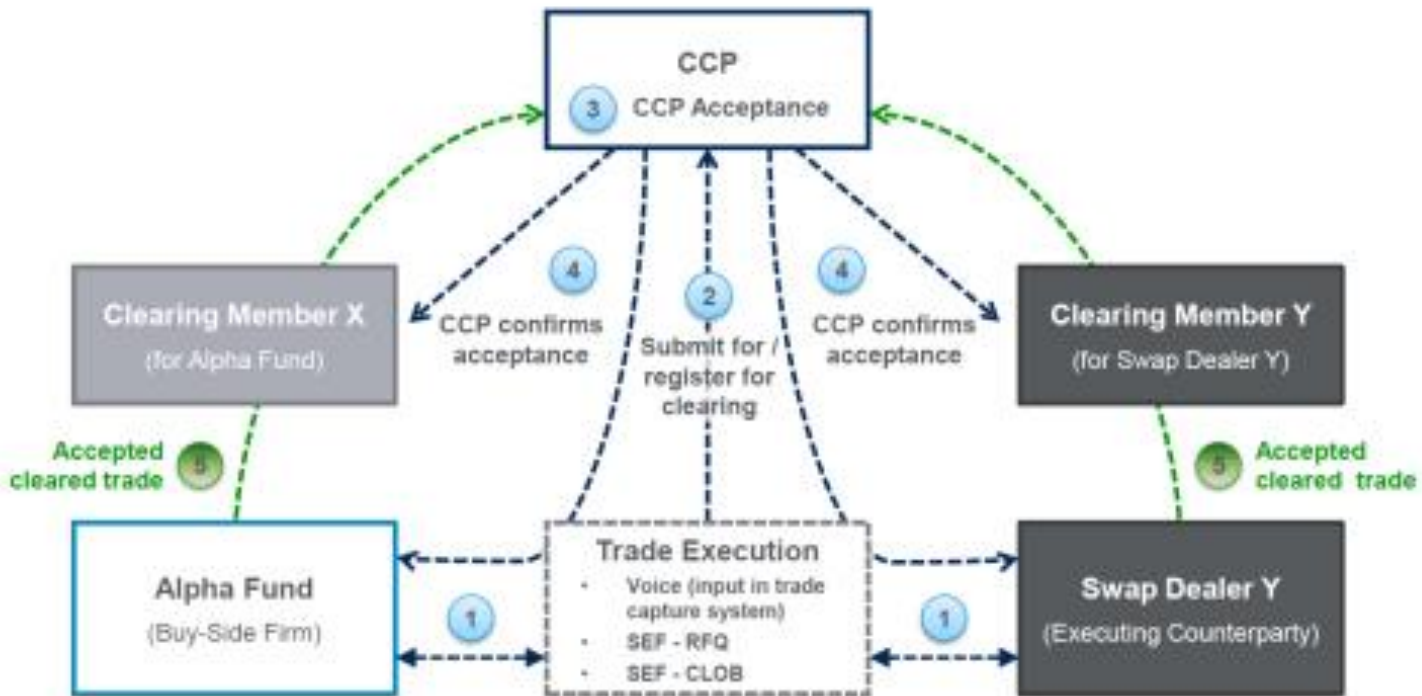 CCP
3 CCP Acceptance
Clearing Member X
(for Alpha Fund)
4
CCP confirms
acceptance
2
Submit for /
register for
clearing
4
CCP confirms
acceptance
Clearing Member Y
(for Swap Dealer Y)
Accepted
cleared trade
5
5
Accepted
cleared trade
Alpha Fund
(Buy-Side Firm)
1
Trade Execution
· Voice (input in trade
capture system)
· SEF - RFQ
· SEF - CLOB
1
Swap Dealer Y
(Executing Counterparty)